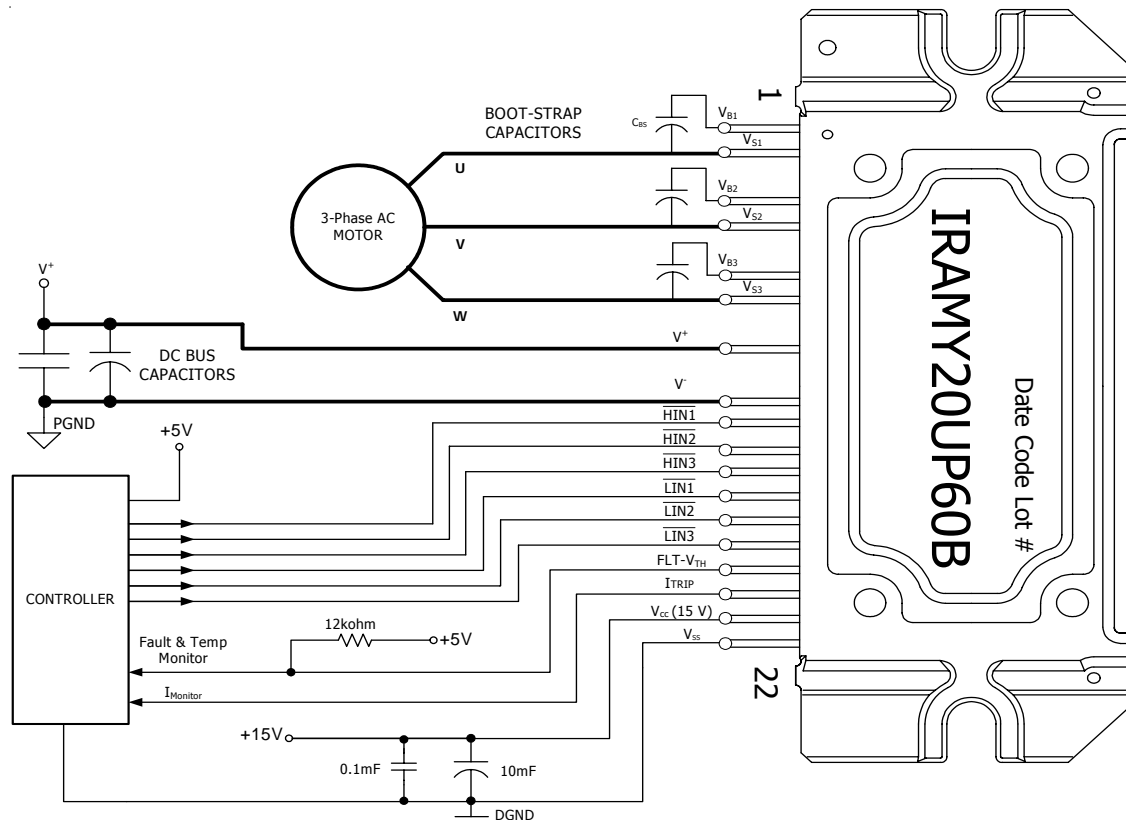 1
BOOT-STRAP
CAPACITORS
CBS
VB1
VS1
U
VB2
VS2
3-Phase AC
MOTOR
V
VB3
VS3
W
V+
V+
DC BUS
CAPACITORS
V-
PGND
+5V
HIN1
HIN2
HIN3
LIN1
LIN2
LIN3
FLT-VTH
ITRIP
VCC (15 V)
VSS
CONTROLLER
12kohm
+5V
Fault & Temp
Monitor
IMonitor
+15V
0.1mF
10mF
DGND
22
IRAMY20UP60B
Date Code Lot #